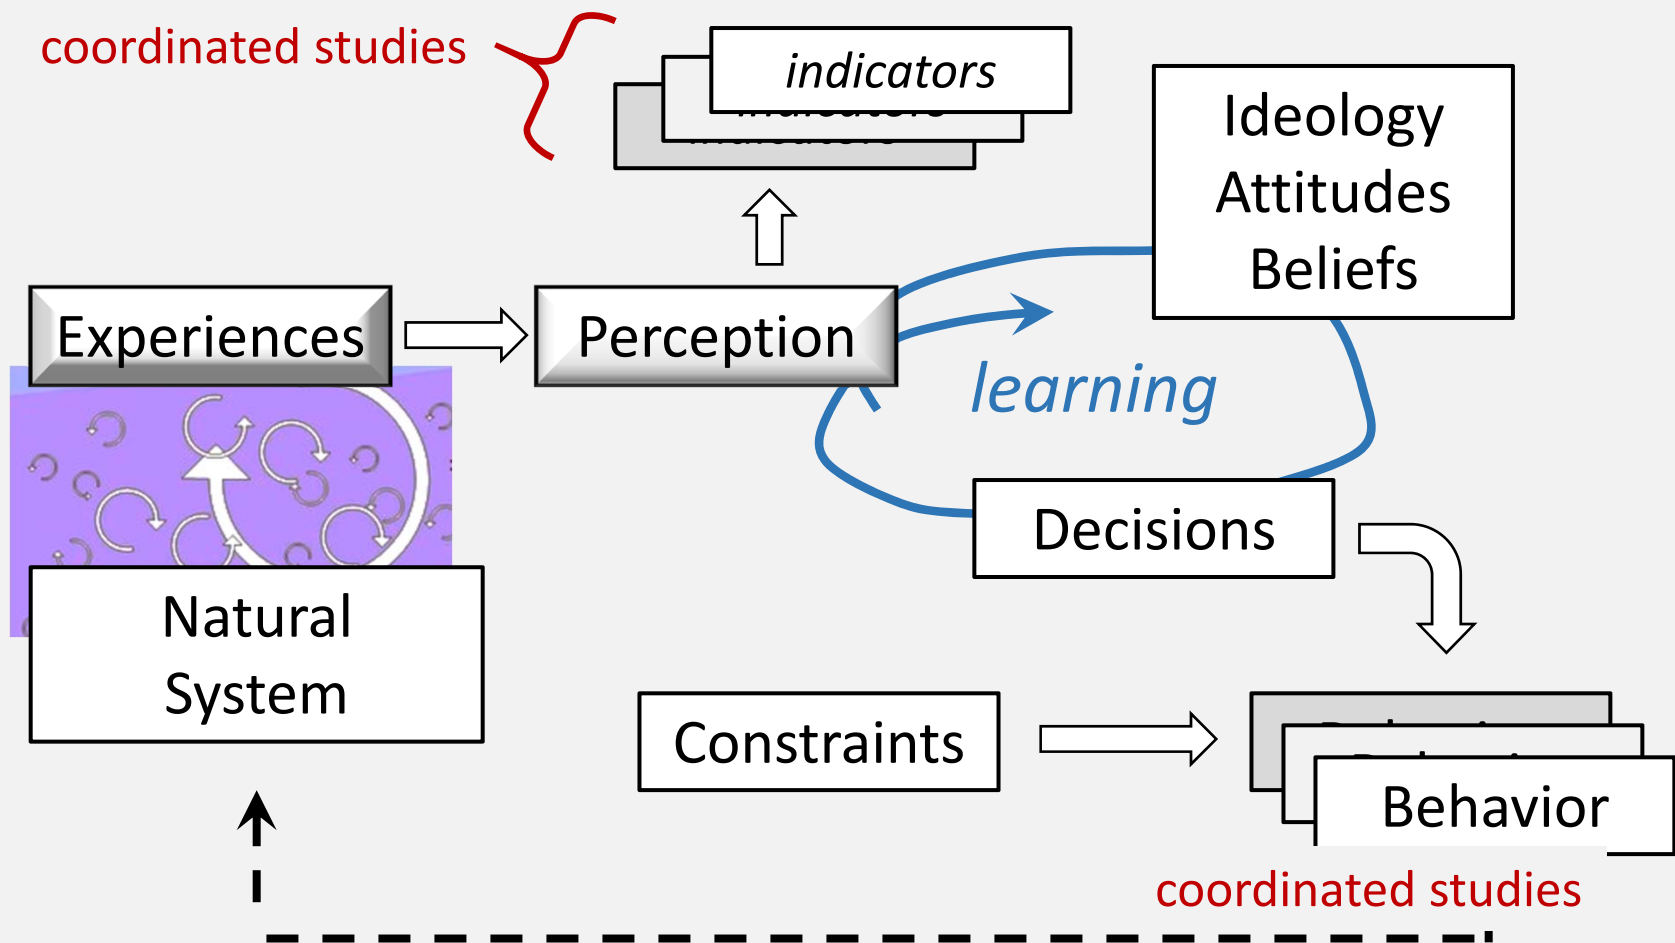 coordinated studies
indicators
Ideology
Attitudes
Beliefs
Experiences
Perception
learning
Decisions
Natural
System
Constraints
Behavior
coordinated studies